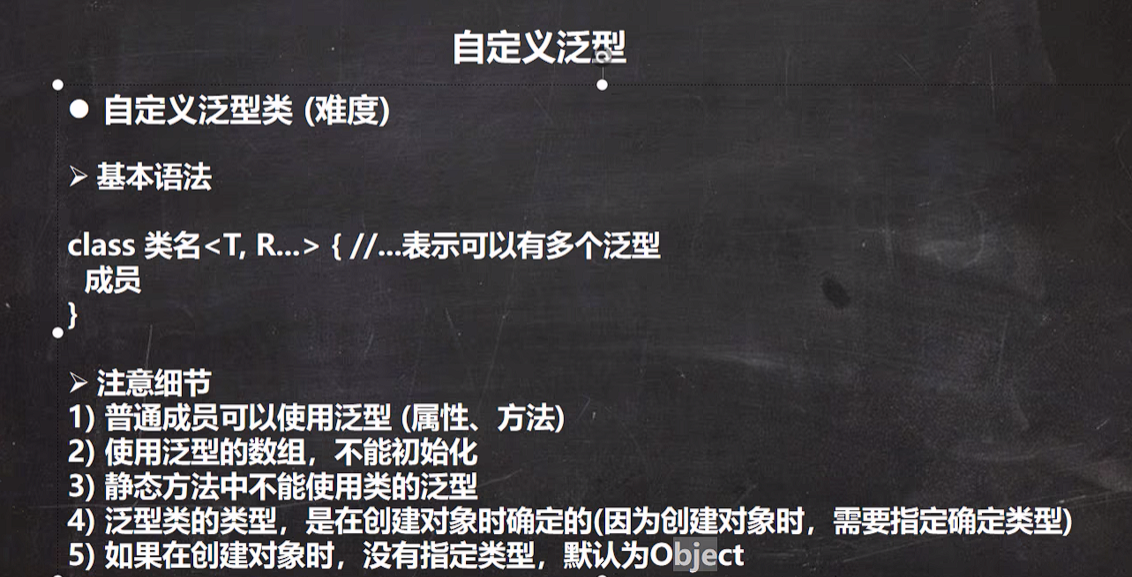 自定义泛型
● 自定义泛型类 (难度)
➢ 基本语法
class 类名<T, R...> { //...表示可以有多个泛型
成员
}
➢ 注意细节
1) 普通成员可以使用泛型 (属性、方法)
2) 使用泛型的数组，不能初始化
3) 静态方法中不能使用类的泛型
4) 泛型类的类型，是在创建对象时确定的(因为创建对象时，需要指定确定类型)
5) 如果在创建对象时，没有指定类型，默认为Object